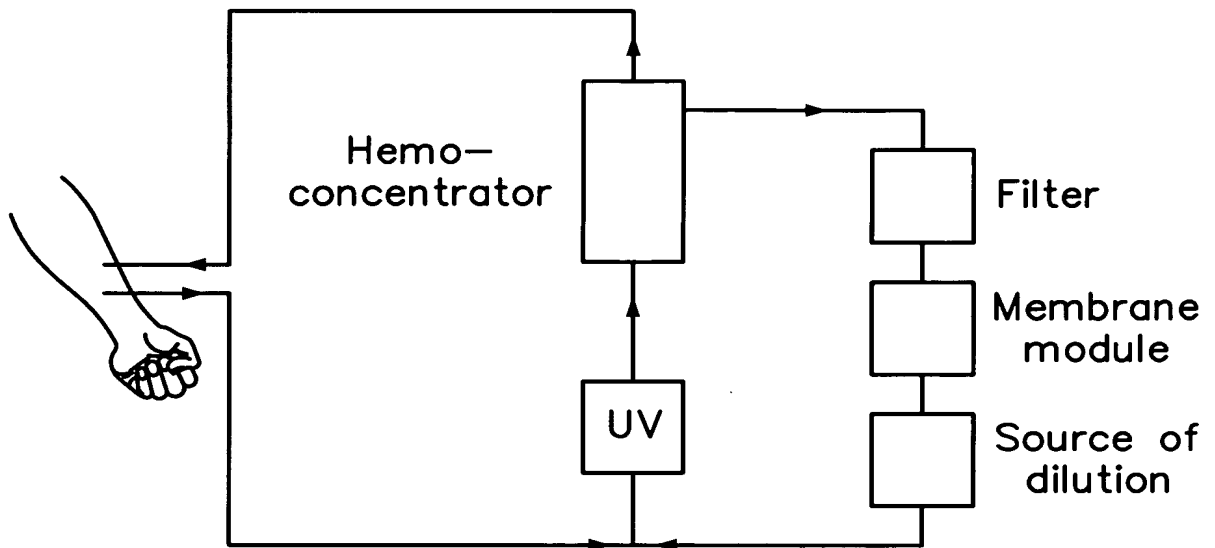 Hemo-
concentrator
Filter
Membrane
module
UV
Source of
dilution